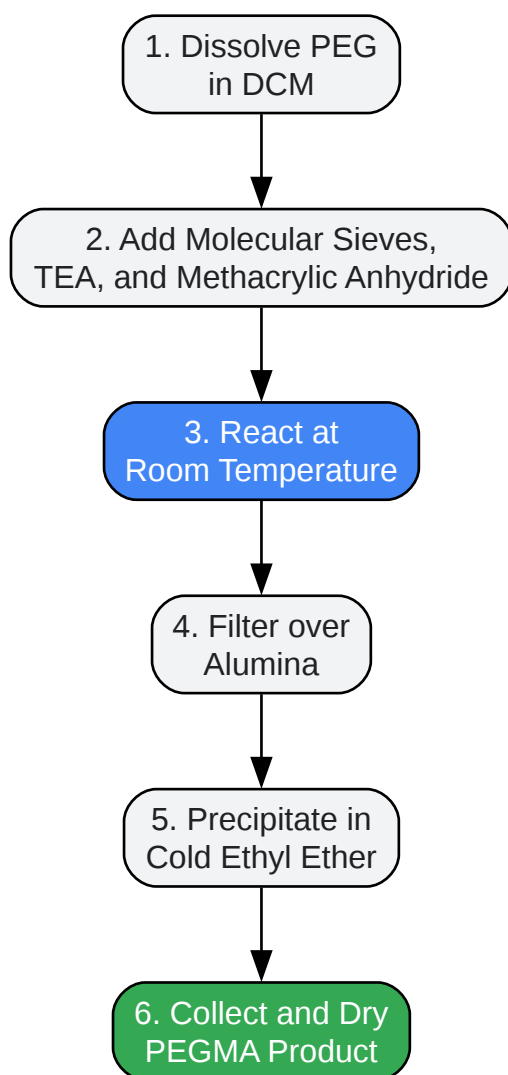 1. Dissolve PEG
in DCM
2. Add Molecular Sieves,
TEA, and Methacrylic Anhydride
3. React at
Room Temperature
4. Filter over
Alumina
5. Precipitate in
Cold Ethyl Ether
6. Collect and Dry
PEGMA Product